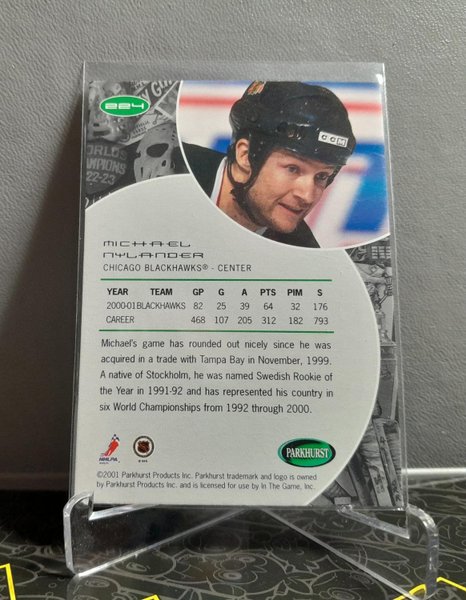 224
Y G
WORLD'S
MPIONS
22-23
CCM
MICHAEL
NYLANDER
CHICAGO BLACKHAWKS® - CENTER
YEAR TEAM GP G A PTS PIM S
2000-01 BLACKHAWKS 82 25 39 64 32 176
CAREER 468 107 205 312 182 793
Michael's game has rounded out nicely since he was
acquired in a trade with Tampa Bay in November, 1999.
A native of Stockholm, he was named Swedish Rookie of
the Year in 1991-92 and has represented his country in
six World Championships from 1992 through 2000.
NHLPA
PARKHURST
©2001 Parkhurst Products Inc. Parkhurst trademark and logo is owned
by Parkhurst Products Inc. and is licensed for use by In The Game, Inc.